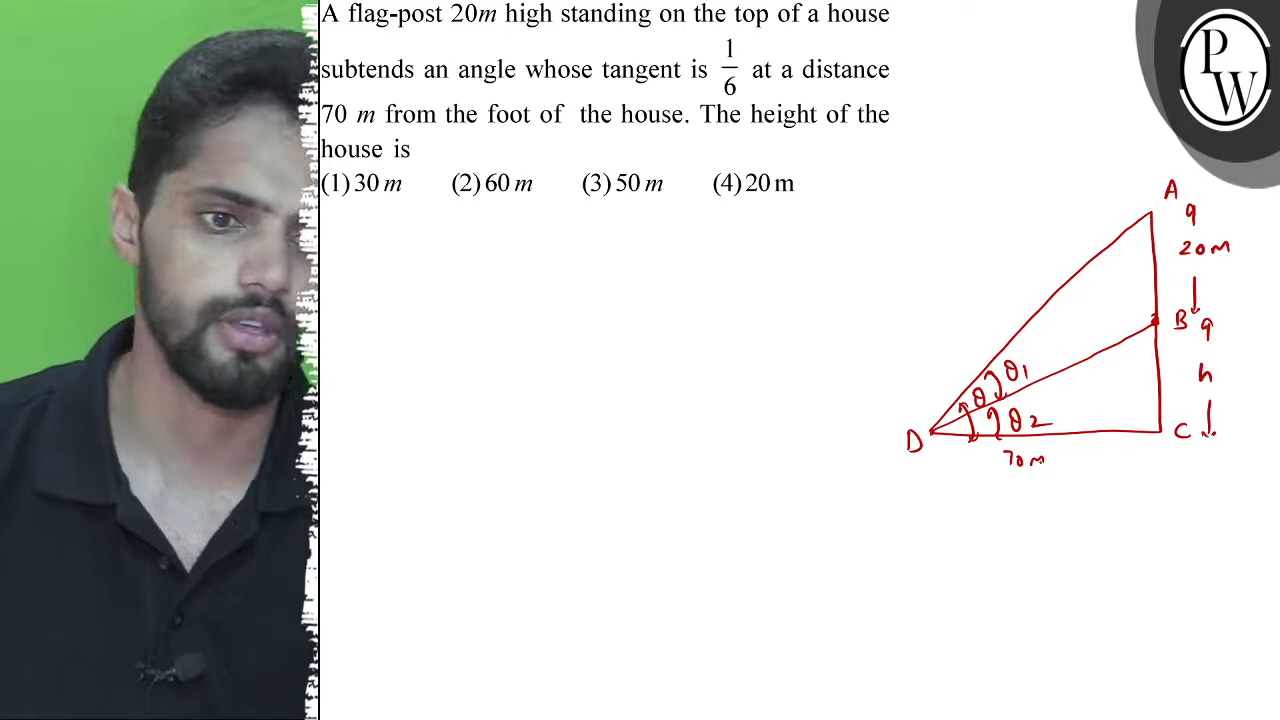 A flag-post 20m high standing on the top of a house
subtends an angle whose tangent is 1/6 at a distance
70 m from the foot of the house. The height of the
house is
(1) 30 m (2) 60 m (3) 50 m (4) 20 m
PW
A
20m
B
h
θ1
θ
θ2
D
C
70m